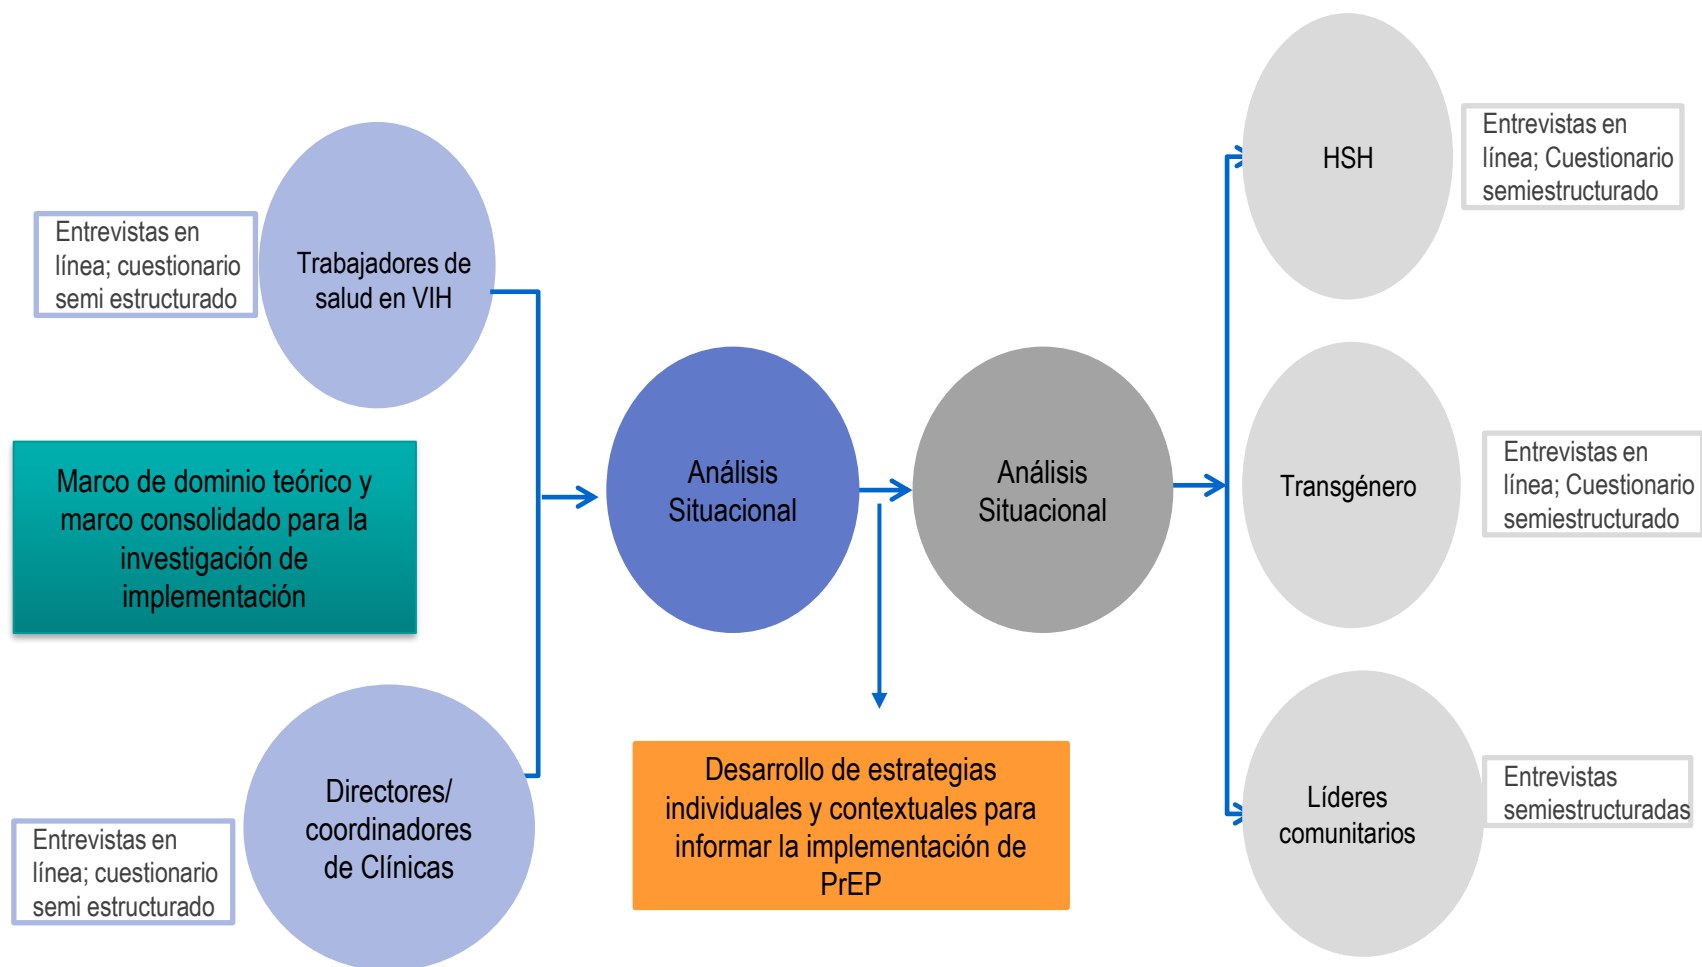 Entrevistas en
línea; cuestionario
semi estructurado
Trabajadores de
salud en VIH
Marco de dominio teórico y
marco consolidado para la
investigación de
implementación
Directores/
coordinadores
de Clínicas
Entrevistas en
línea; cuestionario
semi estructurado
Análisis
Situacional
Análisis
Situacional
Desarrollo de estrategias
individuales y contextuales para
informar la implementación de
PrEP
HSH
Entrevistas en
línea; Cuestionario
semiestructurado
Transgénero
Entrevistas en
línea; Cuestionario
semiestructurado
Líderes
comunitarios
Entrevistas
semiestructuradas